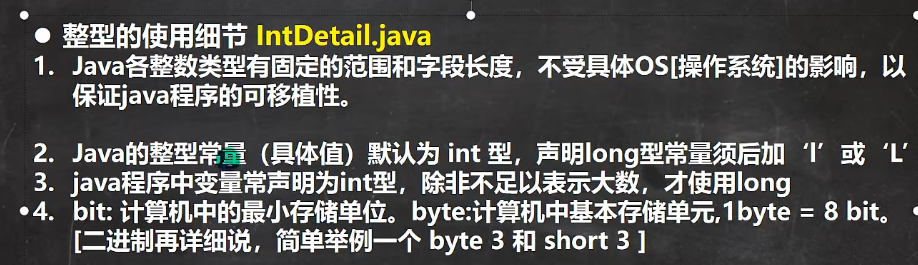 ● 整型的使用细节 IntDetail.java
1. Java各整数类型有固定的范围和字段长度，不受具体OS[操作系统]的影响，以
保证java程序的可移植性。
2. Java的整型常量（具体值）默认为 int 型，声明long型常量须后加‘l’或‘L’
3. java程序中变量常声明为int型，除非不足以表示大数，才使用long
4. bit: 计算机中的最小存储单位。byte:计算机中基本存储单元,1byte = 8 bit。
[二进制再详细说，简单举例一个 byte 3 和 short 3 ]